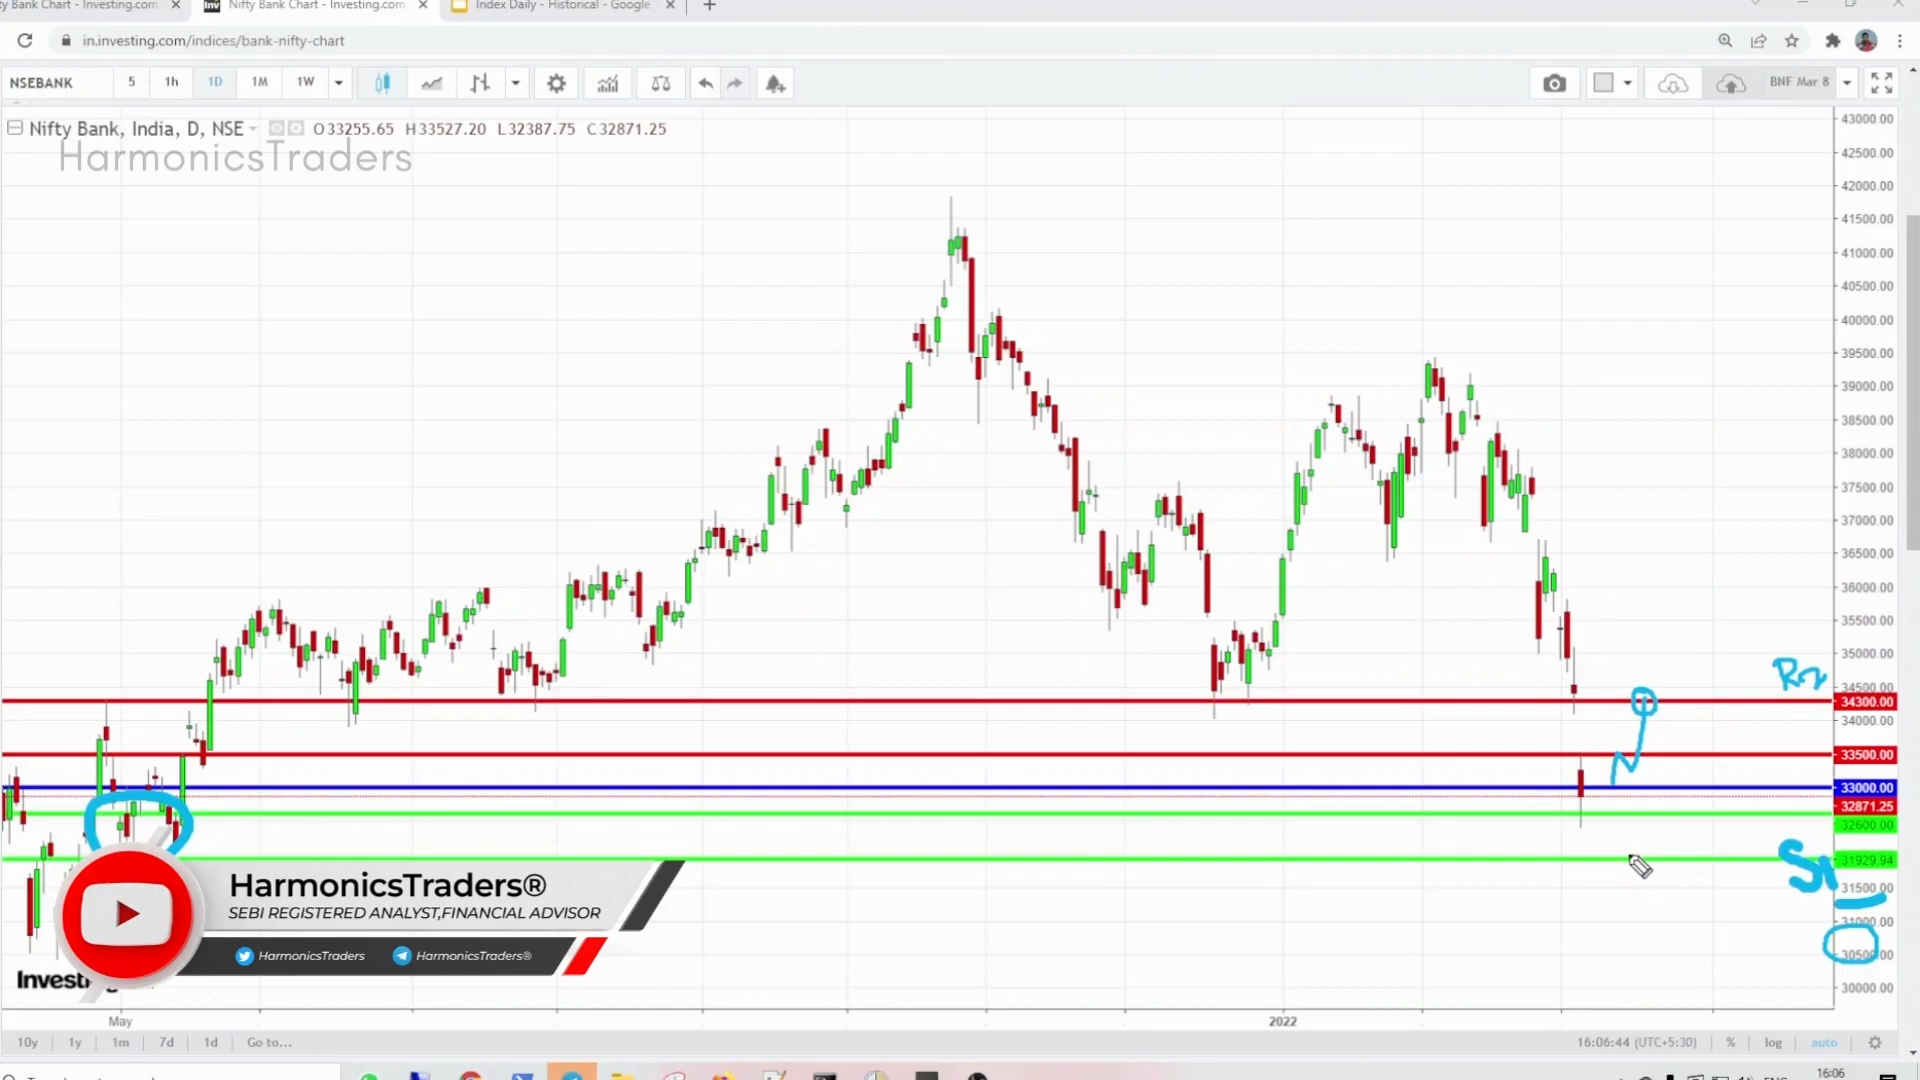 y Bank Chart - Investing.com
Nifty Bank Chart - Investing.com
Index Daily - Historical - Google
in.investing.com/indices/bank-nifty-chart
NSEBANK 5 1h 1D 1M 1W
BNF Mar 8
Nifty Bank, India, D, NSE O33255.65 H33527.20 L32387.75 C32871.25
HarmonicsTraders
43000.00
42500.00
42000.00
41500.00
41000.00
40500.00
40000.00
39500.00
39000.00
38500.00
38000.00
37500.00
37000.00
36500.00
36000.00
35500.00
35000.00
R2
34500.00
34300.00
34000.00
33500.00
33000.00
32871.25
32600.00
31929.94
S1
31500.00
31000.00
30500.00
30000.00
HarmonicsTraders®
SEBI REGISTERED ANALYST,FINANCIAL ADVISOR
HarmonicsTraders HarmonicsTraders®
Investing
May 2022
10y 1y 1m 7d 1d Go to...
16:06:44 (UTC+5:30) % log auto
16:06
ENG